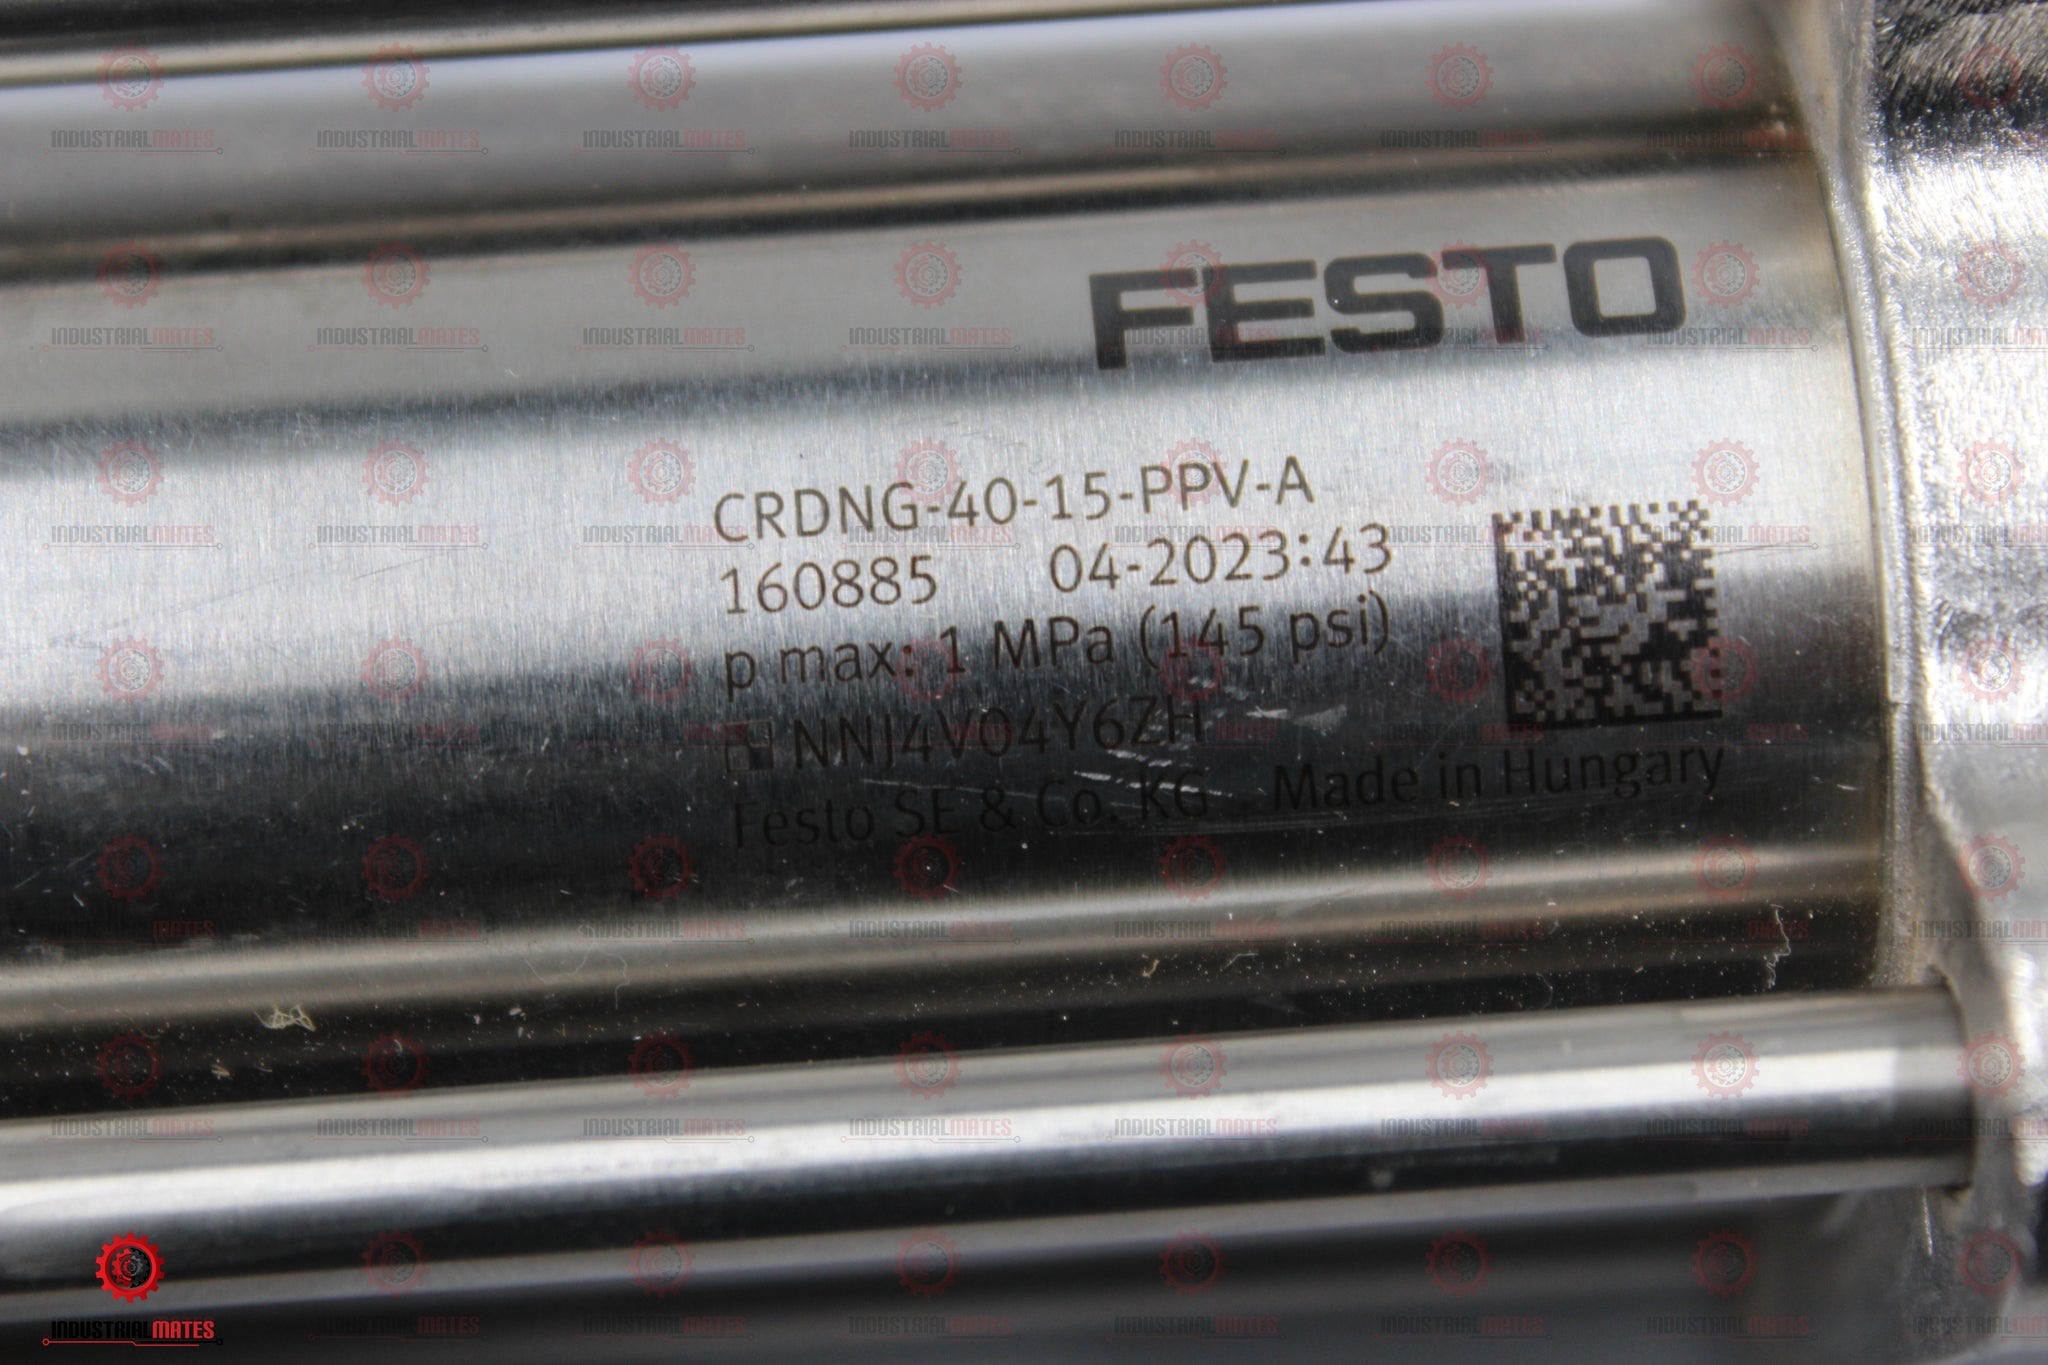 FESTO
CRDNG-40-15-PPV-A
160885 04-2023:43
p max: 1 MPa (145 psi)
NNJ4V04Y6ZH
Festo SE & Co. KG Made in Hungary
INDUSTRIALMATES